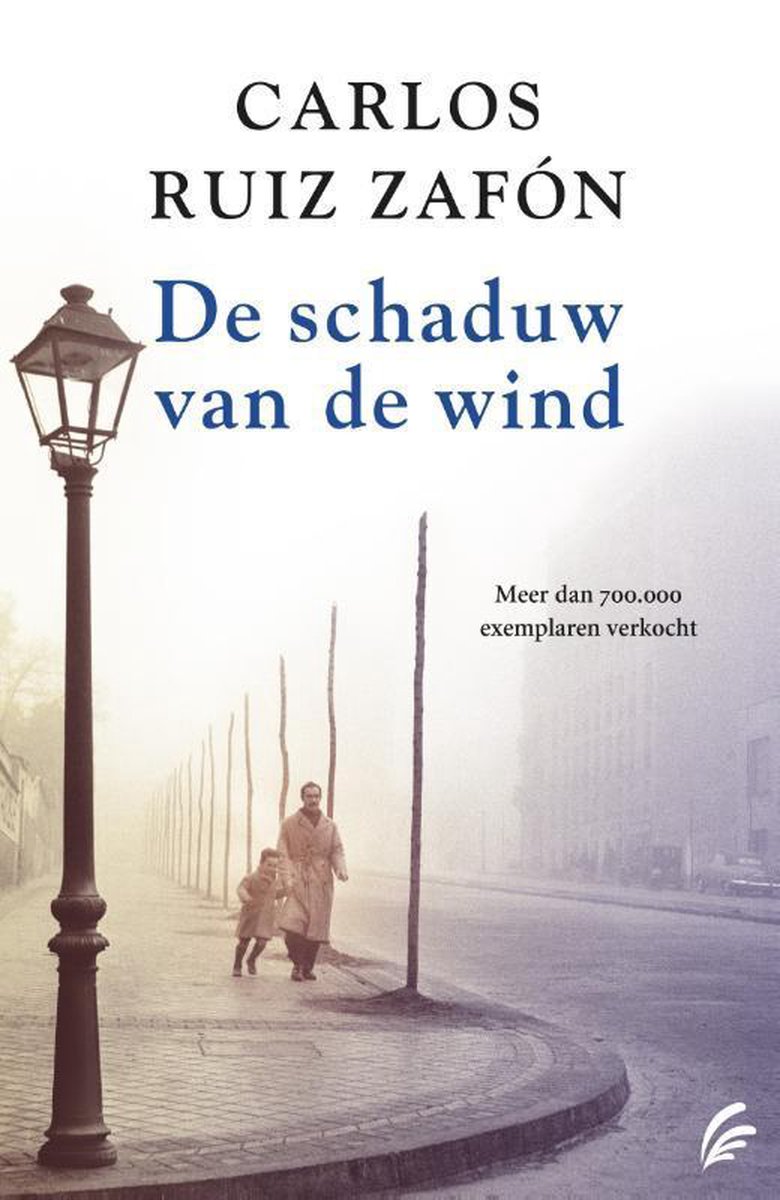 CARLOS
RUIZ ZAFÓN
De schaduw
van de wind
Meer dan 700.000
exemplaren verkocht